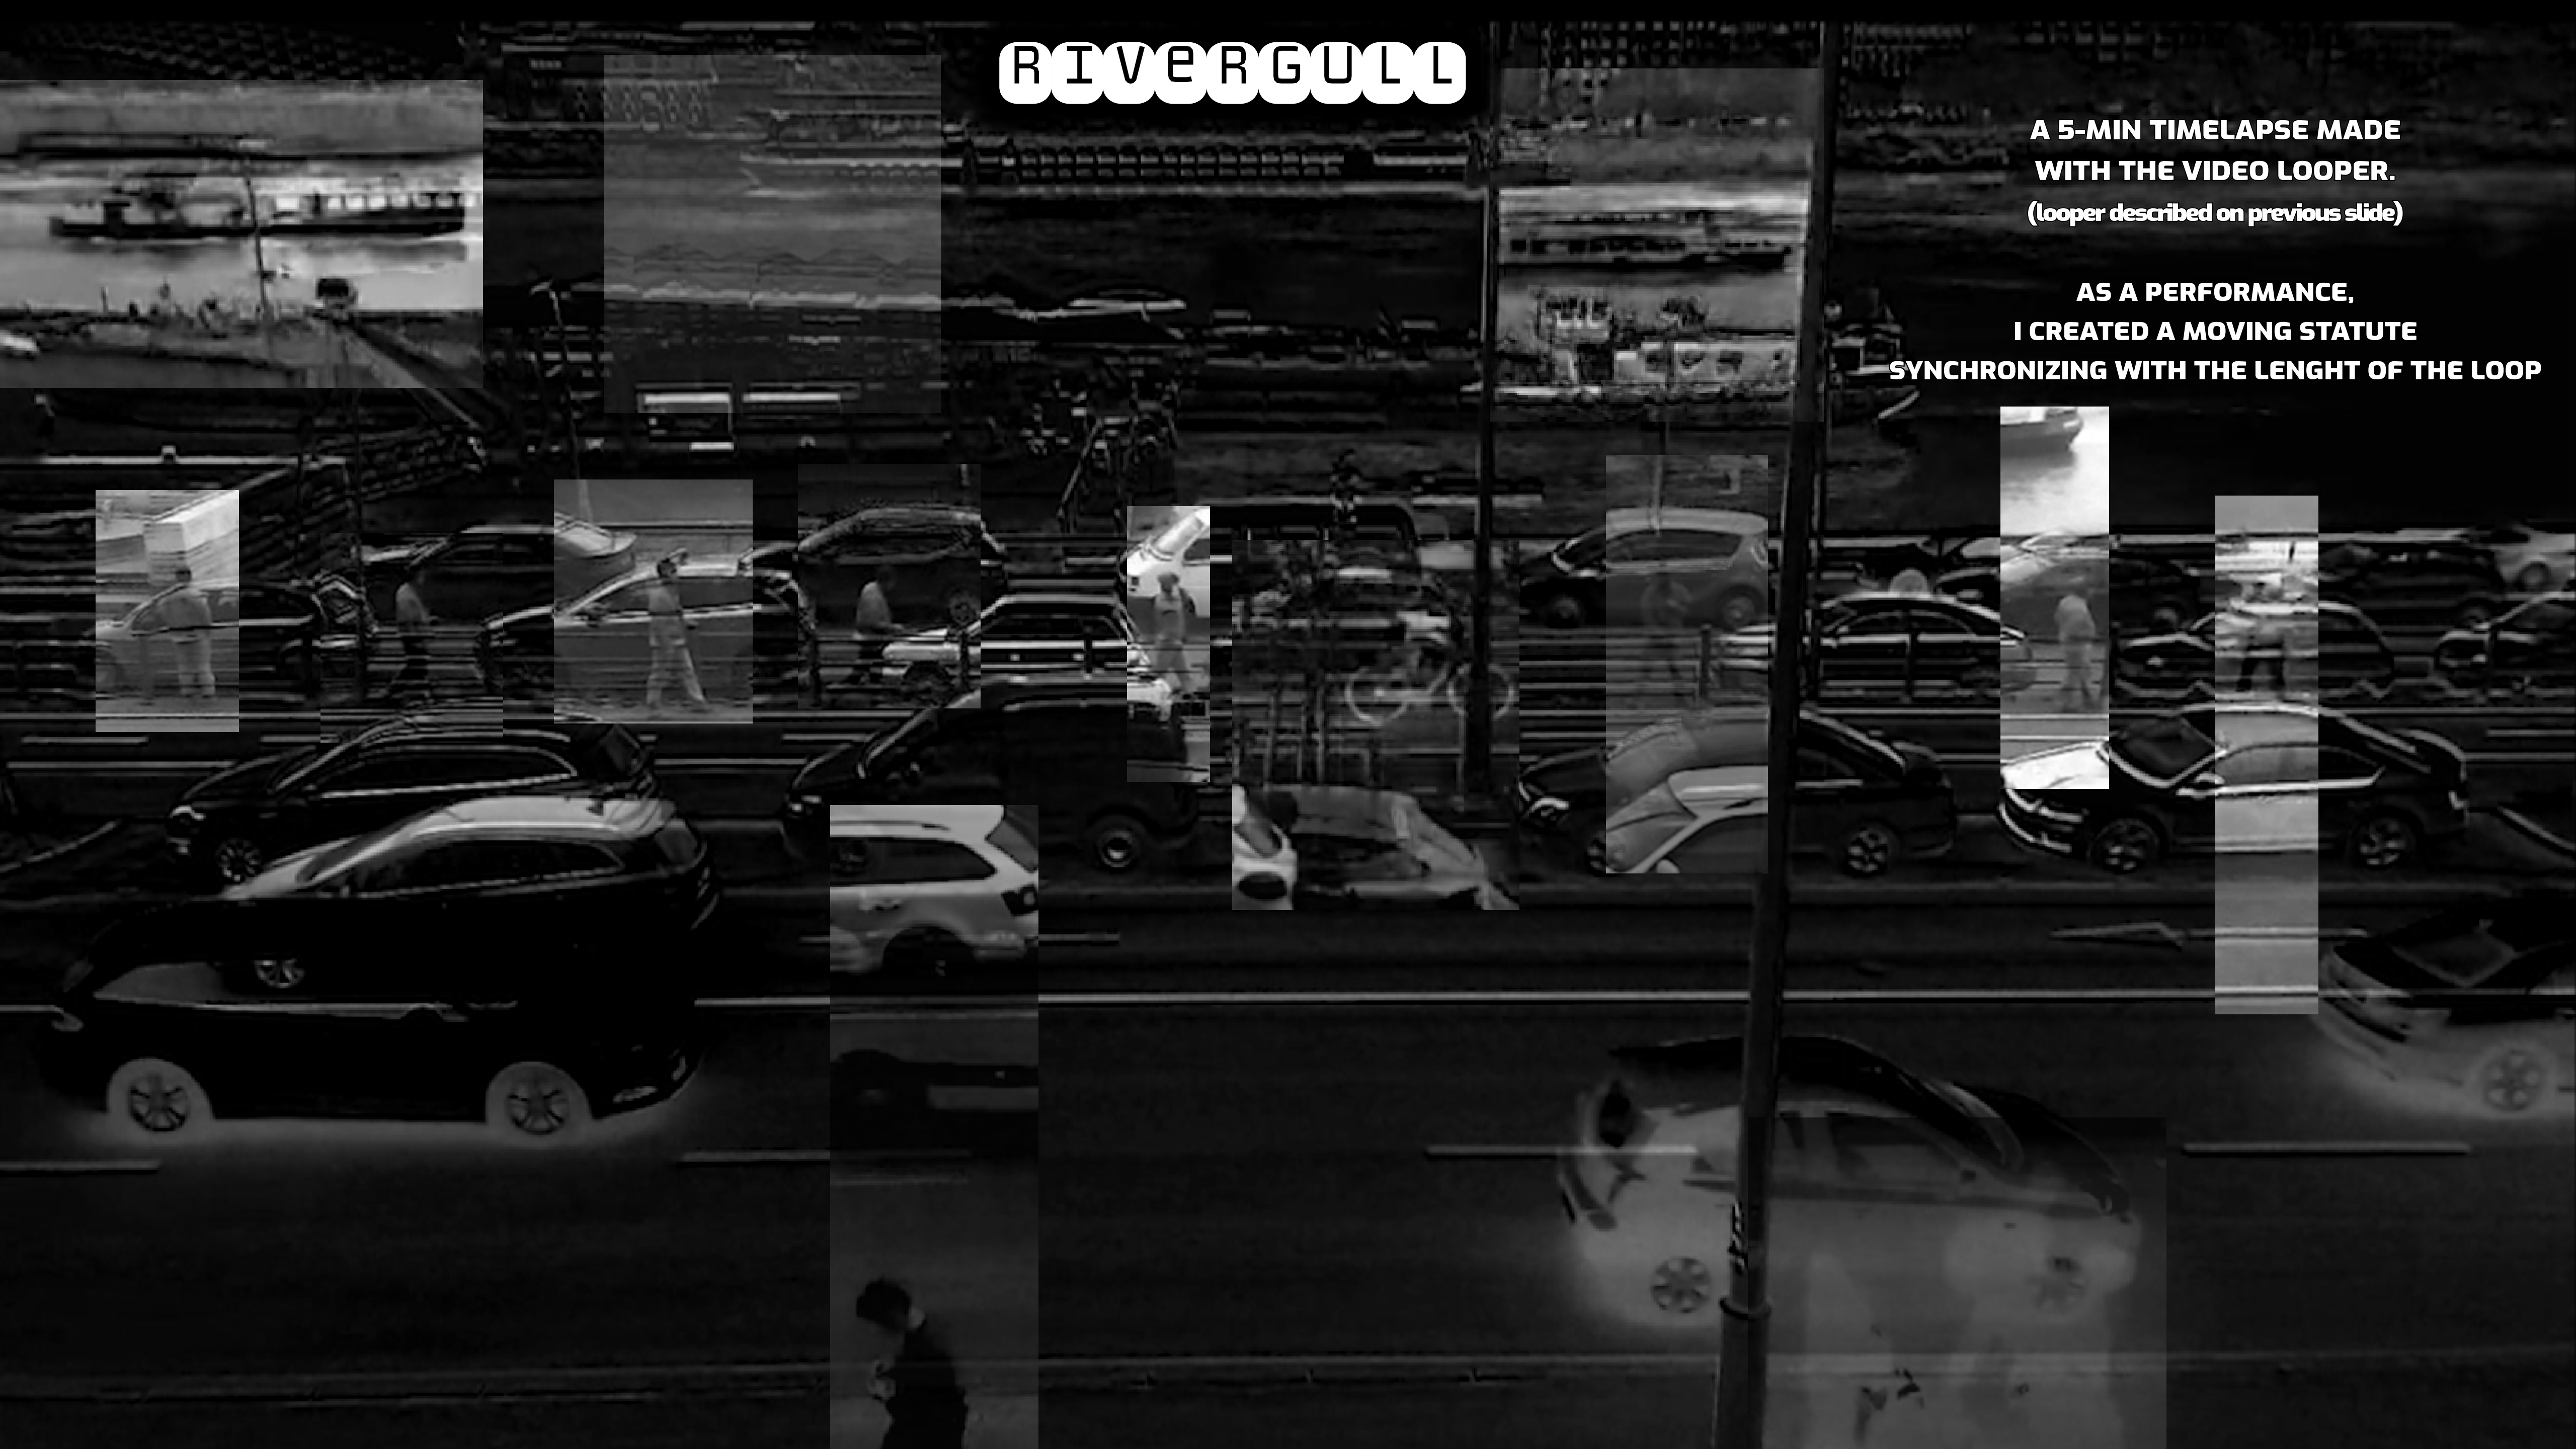 RIVeRGULL
A 5-MIN TIMELAPSE MADE
WITH THE VIDEO LOOPER.
(looper described on previous slide)
AS A PERFORMANCE,
I CREATED A MOVING STATUTE
SYNCHRONIZING WITH THE LENGHT OF THE LOOP